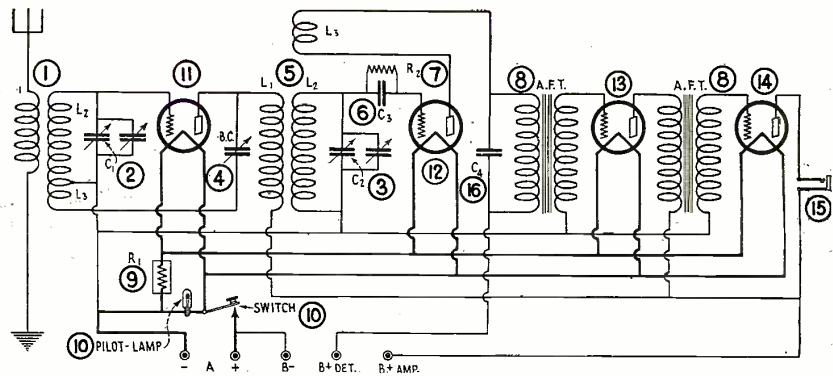 L3
R2
1
11
L1
5
L2
6
7
8
A.F.T.
13
A.F.T.
8
14
L2
C1
2
B.C.
4
C3
C2
3
12
C4
16
15
L3
R1
9
10
PILOT-LAMP
SWITCH
10
- A + B- B+ DET. B+ AMP.